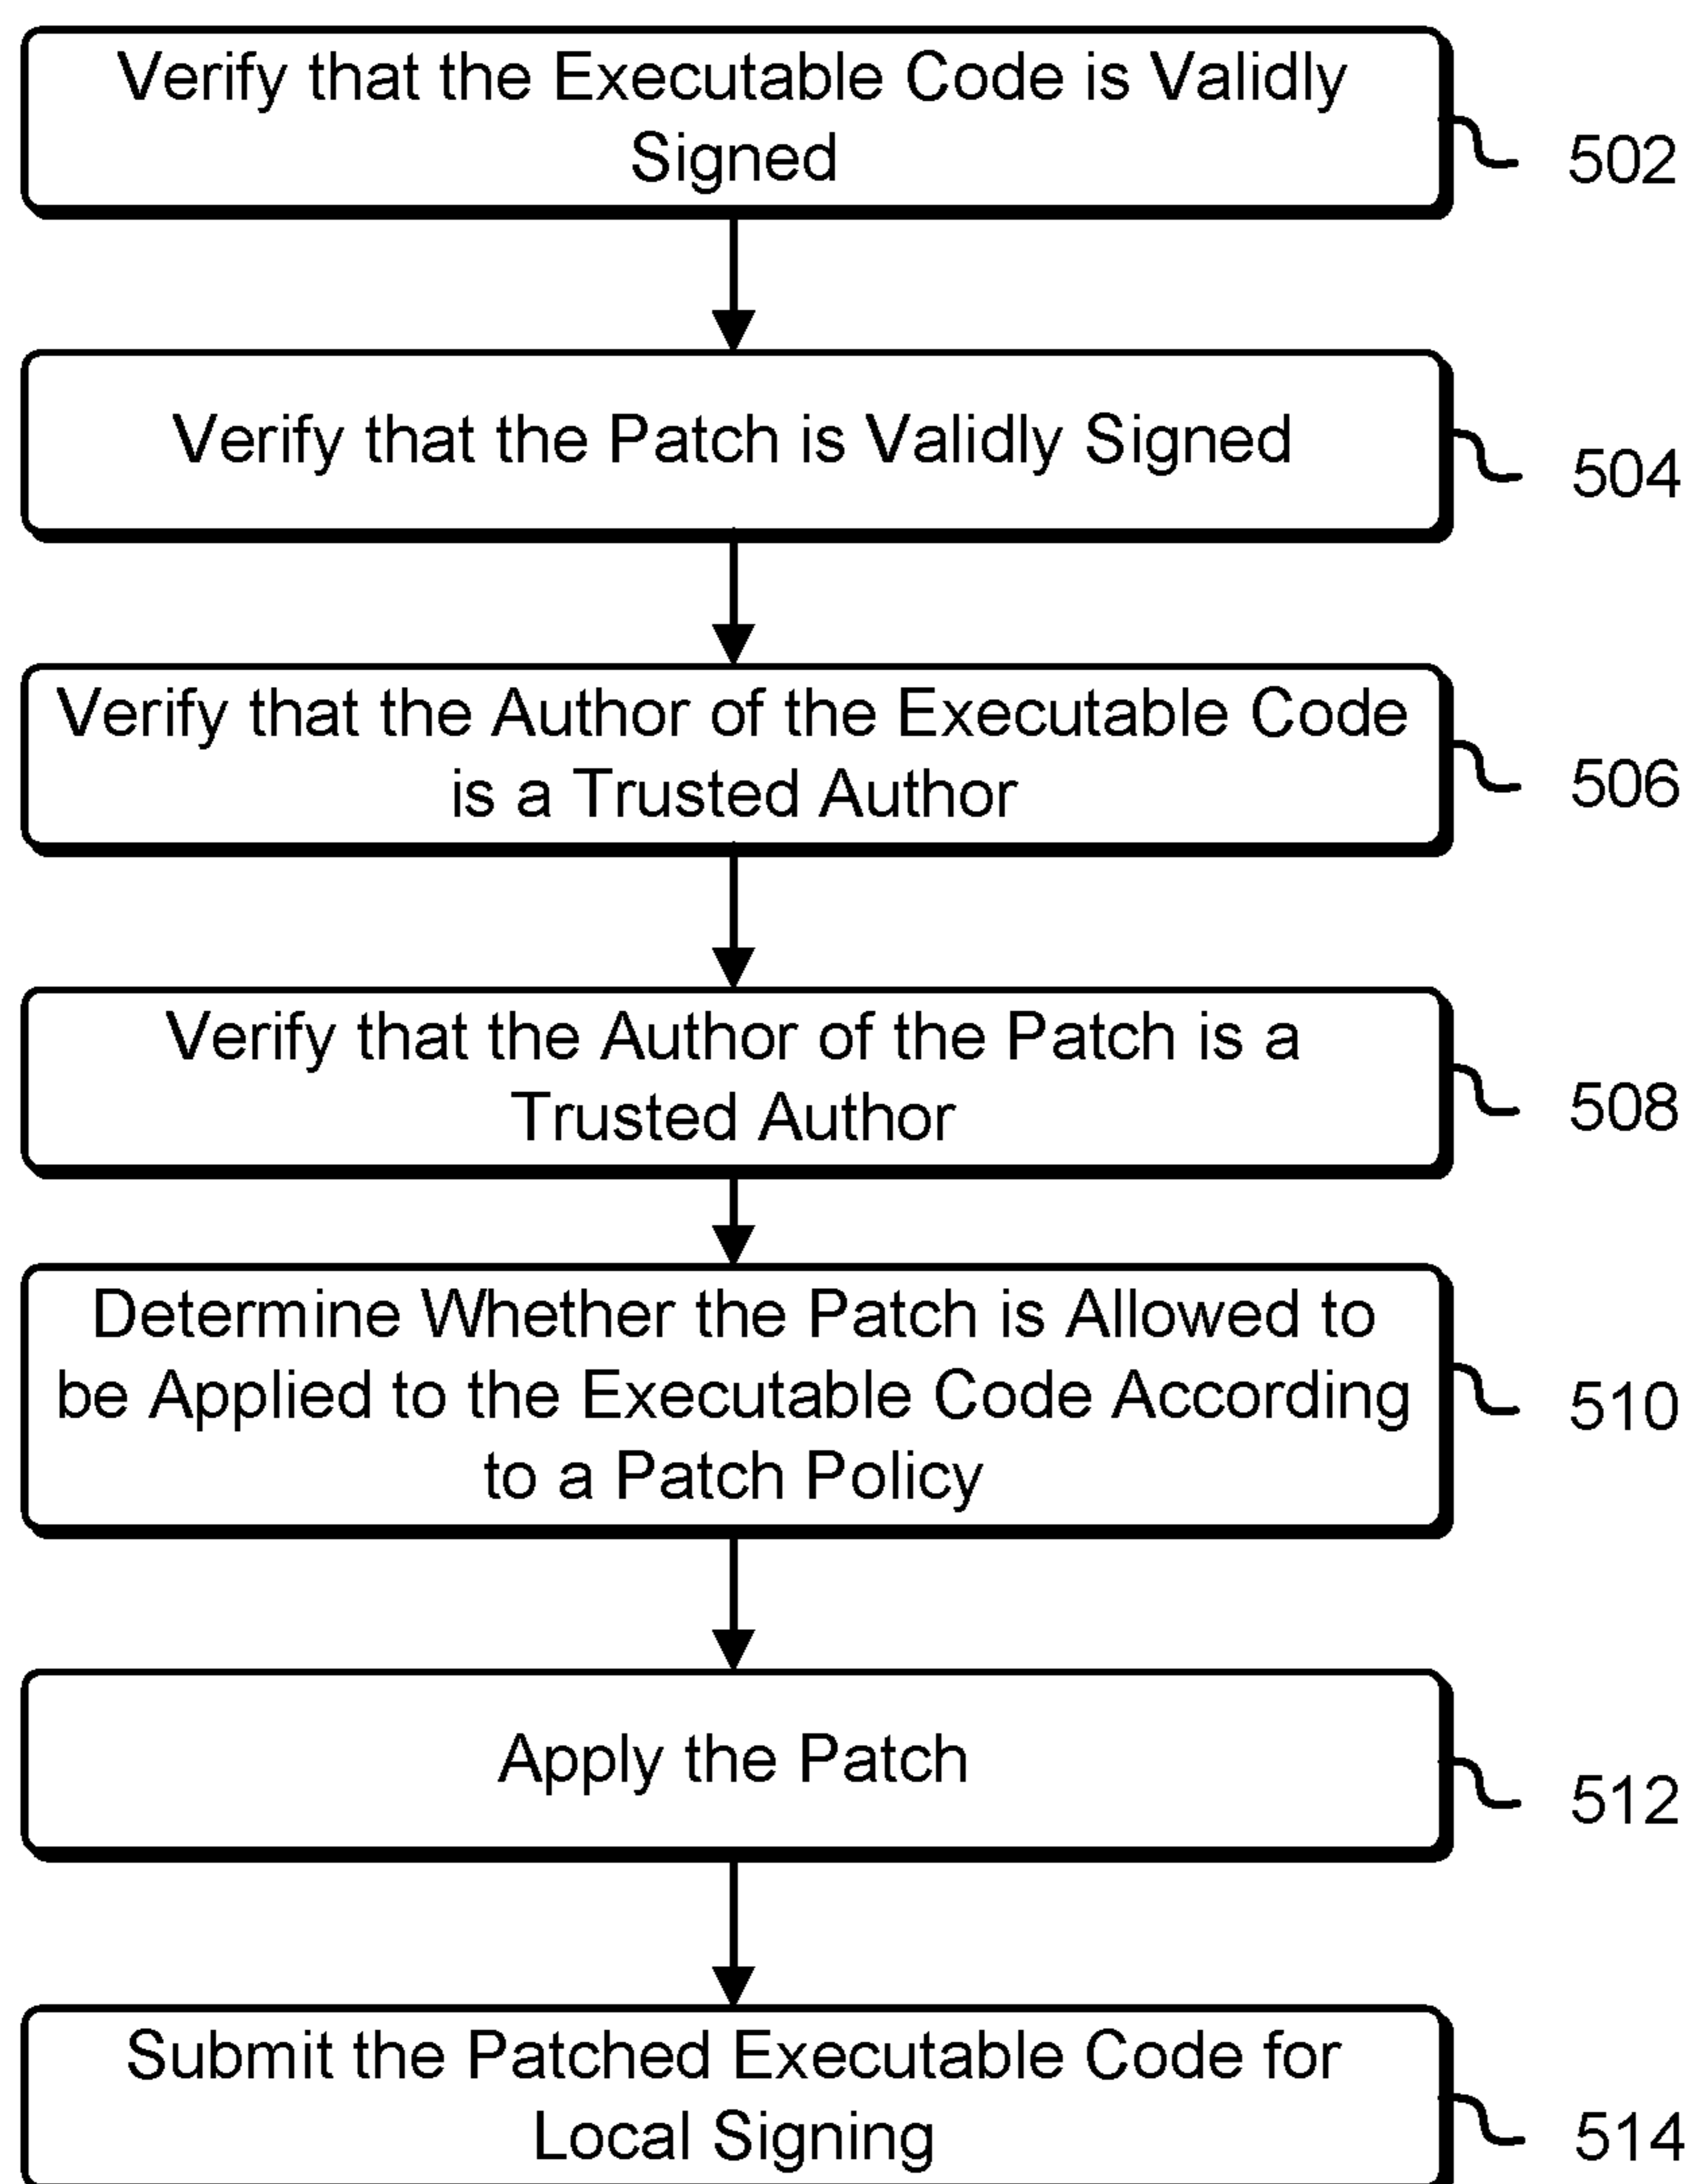 Verify that the Executable Code is Validly
Signed
502
Verify that the Patch is Validly Signed
504
Verify that the Author of the Executable Code
is a Trusted Author
506
Verify that the Author of the Patch is a
Trusted Author
508
Determine Whether the Patch is Allowed to
be Applied to the Executable Code According
to a Patch Policy
510
Apply the Patch
512
Submit the Patched Executable Code for
Local Signing
514